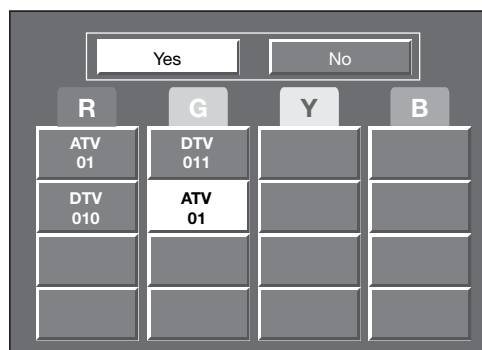 Yes No
R G Y B
ATV DTV
01 011
DTV ATV
010 01